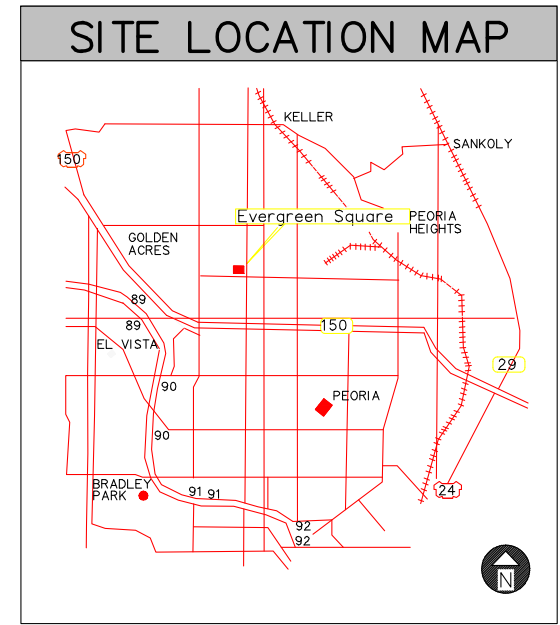 SITE LOCATION MAP
KELLER
SANKOLY
150
Evergreen Square
PEORIA
HEIGHTS
GOLDEN
ACRES
89
89
150
EL VISTA
29
90
PEORIA
90
BRADLEY
PARK
91
91
24
92
92
N